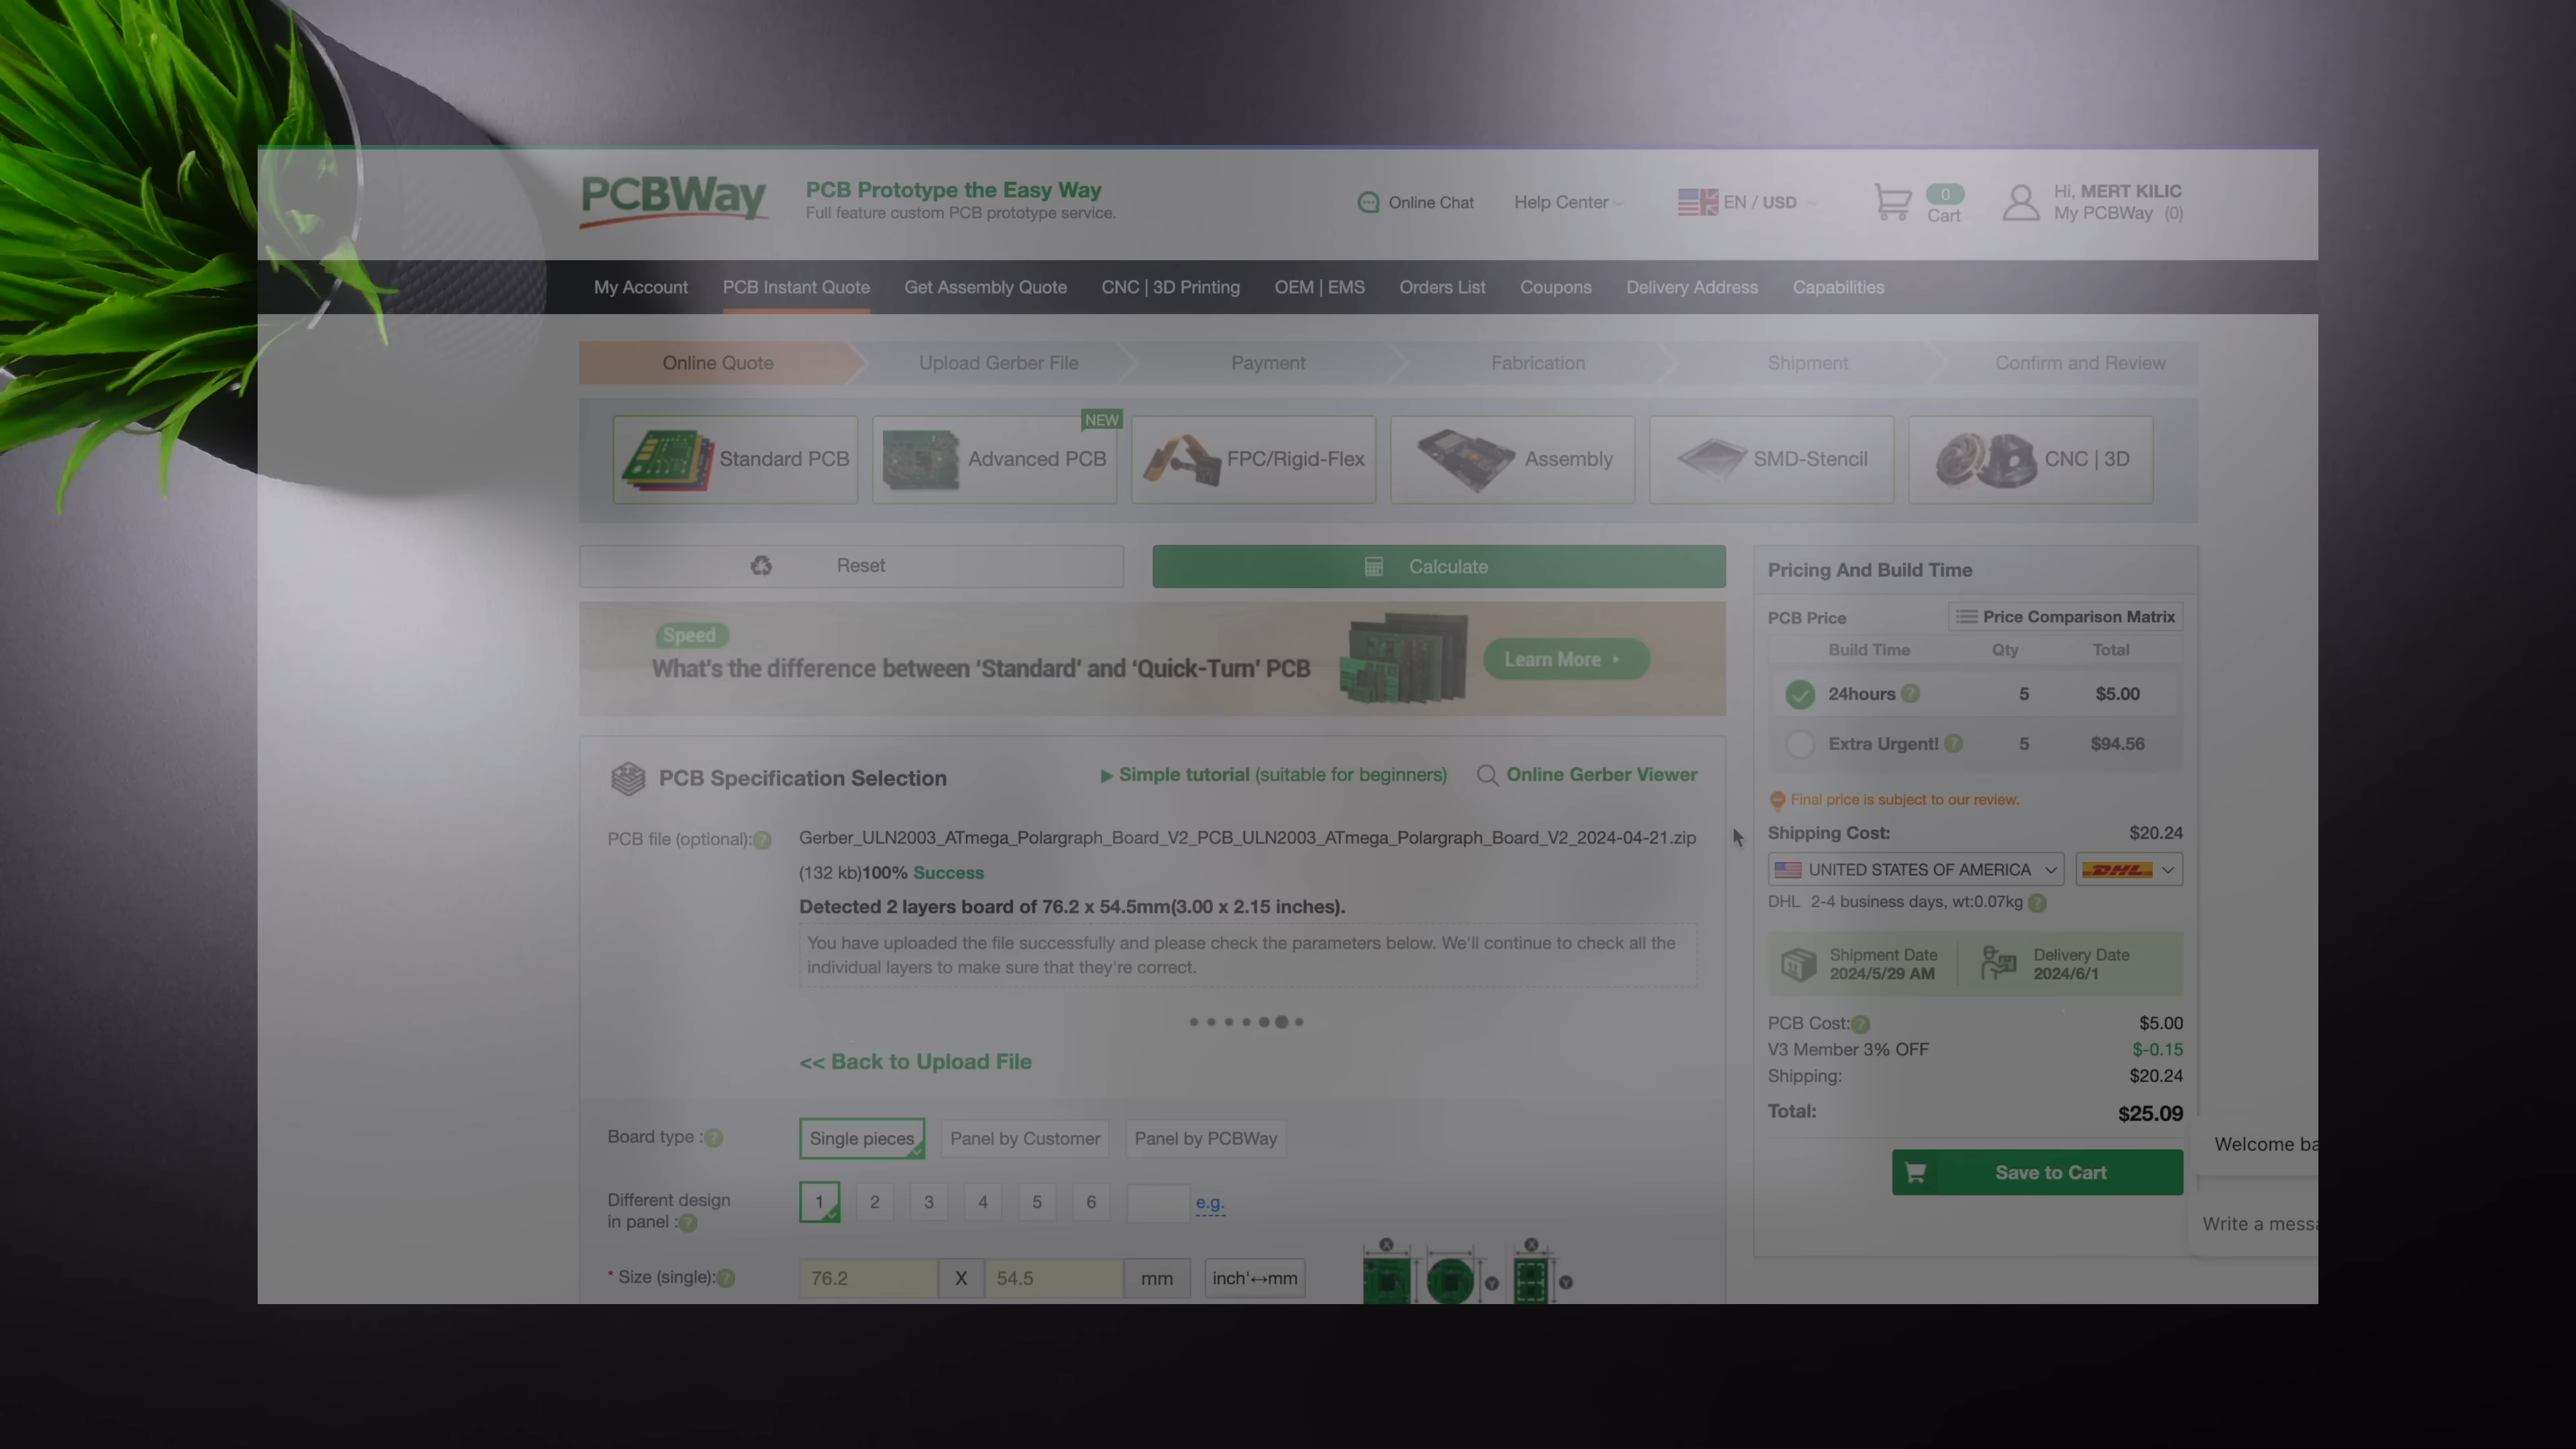 PCBWay
PCB Prototype the Easy Way
Full feature custom PCB prototype service.
Online Chat
Help Center
EN / USD
0
Cart
Hi, MERT KILIC
My PCBWay (0)
My Account PCB Instant Quote Get Assembly Quote CNC | 3D Printing OEM | EMS Orders List Coupons Delivery Address Capabilities
Online Quote Upload Gerber File Payment Fabrication Shipment Confirm and Review
NEW
Standard PCB Advanced PCB FPC/Rigid-Flex Assembly SMD-Stencil CNC | 3D
Reset
Calculate
Speed
What's the difference between 'Standard' and 'Quick-Turn' PCB
Learn More
PCB Specification Selection
Simple tutorial (suitable for beginners)
Online Gerber Viewer
PCB file (optional):?
Gerber_ULN2003_ATmega_Polargraph_Board_V2_PCB_ULN2003_ATmega_Polargraph_Board_V2_2024-04-21.zip
(132 kb)100% Success
Detected 2 layers board of 76.2 x 54.5mm(3.00 x 2.15 inches).
You have uploaded the file successfully and please check the parameters below. We'll continue to check all the
individual layers to make sure that they're correct.
<< Back to Upload File
Board type :? Single pieces Panel by Customer Panel by PCBWay
Different design
in panel :?
1 2 3 4 5 6 e.g.
* Size (single):? 76.2 X 54.5 mm inch'↔mm
X X
Y Y
Pricing And Build Time
PCB Price Price Comparison Matrix
Build Time Qty Total
24hours ? 5 $5.00
Extra Urgent! ? 5 $94.56
Final price is subject to our review.
Shipping Cost: $20.24
UNITED STATES OF AMERICA DHL
DHL 2-4 business days, wt:0.07kg ?
Shipment Date
2024/5/29 AM
Delivery Date
2024/6/1
PCB Cost:? $5.00
V3 Member 3% OFF $-0.15
Shipping: $20.24
Total: $25.09
Save to Cart
Welcome ba
Write a messa